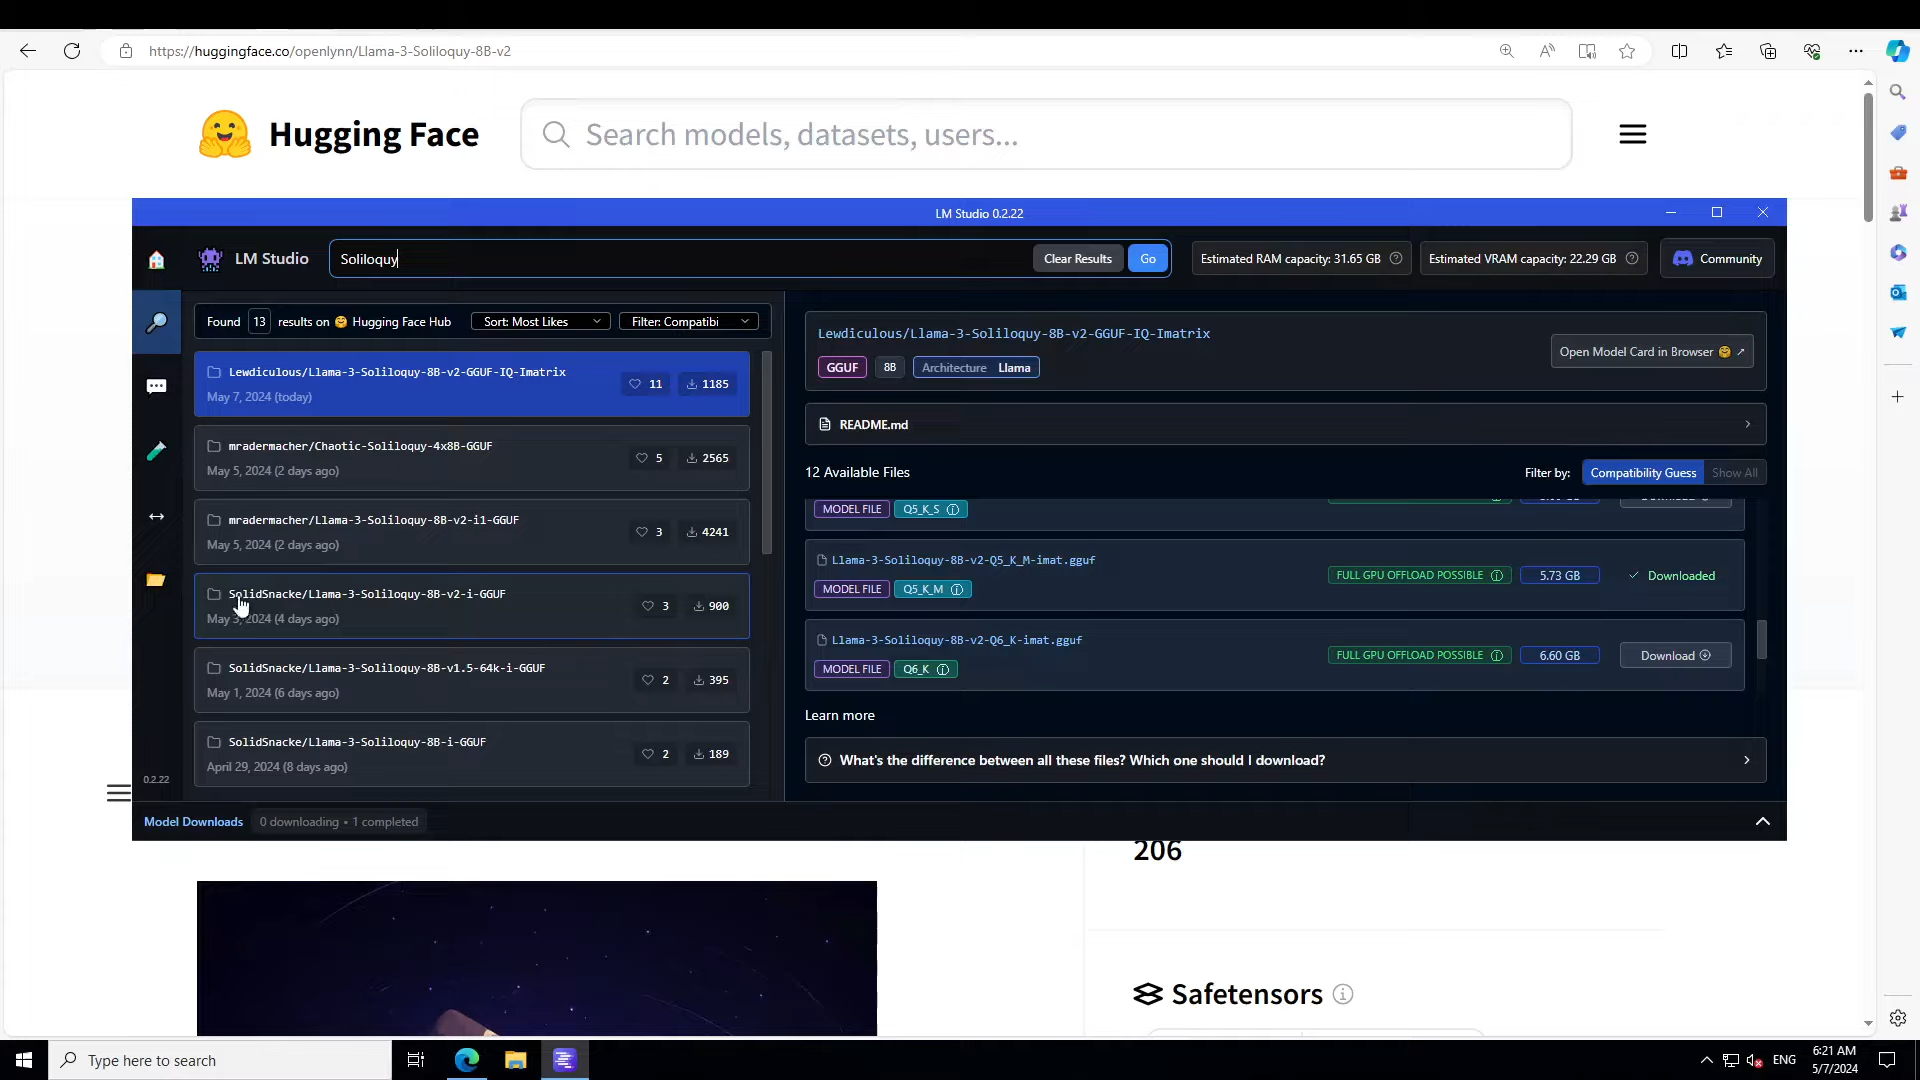 https://huggingface.co/openlynn/Llama-3-Soliloquy-8B-v2
Hugging Face
Search models, datasets, users...
LM Studio 0.2.22
LM Studio
Soliloquy
Clear Results
Go
Estimated RAM capacity: 31.65 GB
Estimated VRAM capacity: 22.29 GB
Community
Found 13 results on 🤗 Hugging Face Hub
Sort: Most Likes
Filter: Compatibi
Lewdiculous/Llama-3-Soliloquy-8B-v2-GGUF-IQ-Imatrix
May 7, 2024 (today)
11
1185
mradermacher/Chaotic-Soliloquy-4x8B-GGUF
May 5, 2024 (2 days ago)
5
2565
mradermacher/Llama-3-Soliloquy-8B-v2-i1-GGUF
May 5, 2024 (2 days ago)
3
4241
SolidSnacke/Llama-3-Soliloquy-8B-v2-i-GGUF
May 3, 2024 (4 days ago)
3
900
SolidSnacke/Llama-3-Soliloquy-8B-v1.5-64k-i-GGUF
May 1, 2024 (6 days ago)
2
395
SolidSnacke/Llama-3-Soliloquy-8B-i-GGUF
April 29, 2024 (8 days ago)
2
189
0.2.22
Lewdiculous/Llama-3-Soliloquy-8B-v2-GGUF-IQ-Imatrix
GGUF
8B
Architecture Llama
Open Model Card in Browser 🤗 ↗
README.md
12 Available Files
Filter by:
Compatibility Guess
Show All
MODEL FILE
Q5_K_S
Llama-3-Soliloquy-8B-v2-Q5_K_M-imat.gguf
MODEL FILE
Q5_K_M
FULL GPU OFFLOAD POSSIBLE
5.73 GB
Downloaded
Llama-3-Soliloquy-8B-v2-Q6_K-imat.gguf
MODEL FILE
Q6_K
FULL GPU OFFLOAD POSSIBLE
6.60 GB
Download
Learn more
What's the difference between all these files? Which one should I download?
Model Downloads
0 downloading • 1 completed
206
Safetensors
Type here to search
ENG
6:21 AM
5/7/2024